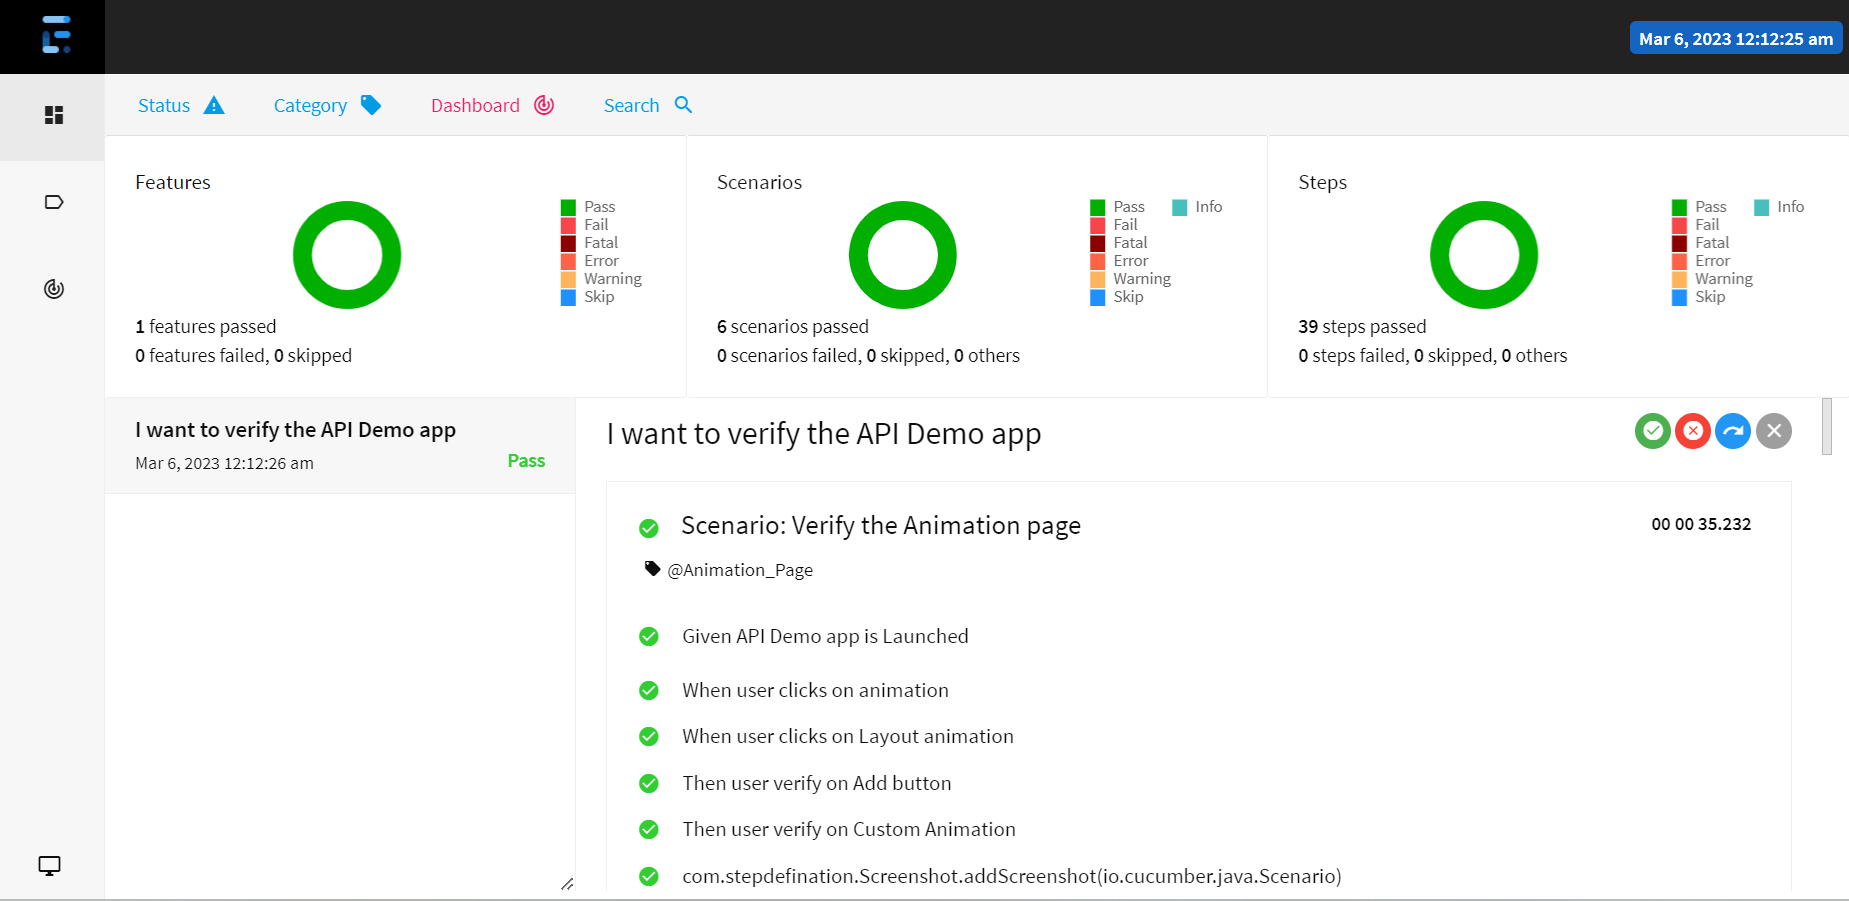 Mar 6, 2023 12:12:25 am
Status
Category
Dashboard
Search
Features
Pass
Fail
Fatal
Error
Warning
Skip
1 features passed
0 features failed, 0 skipped
Scenarios
Pass
Info
Fail
Fatal
Error
Warning
Skip
6 scenarios passed
0 scenarios failed, 0 skipped, 0 others
Steps
Pass
Info
Fail
Fatal
Error
Warning
Skip
39 steps passed
0 steps failed, 0 skipped, 0 others
I want to verify the API Demo app
Mar 6, 2023 12:12:26 am
Pass
I want to verify the API Demo app
Scenario: Verify the Animation page
00 00 35.232
@Animation_Page
Given API Demo app is Launched
When user clicks on animation
When user clicks on Layout animation
Then user verify on Add button
Then user verify on Custom Animation
com.stepdefination.Screenshot.addScreenshot(io.cucumber.java.Scenario)